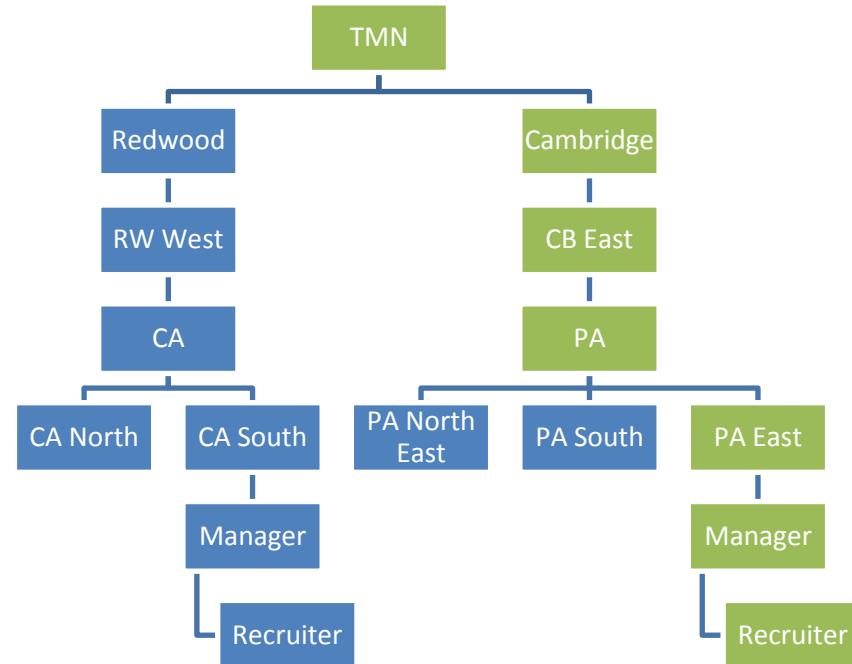 TMN
Redwood
Cambridge
RW West
CB East
CA
PA
CA North
CA South
PA North
East
PA South
PA East
Manager
Manager
Recruiter
Recruiter